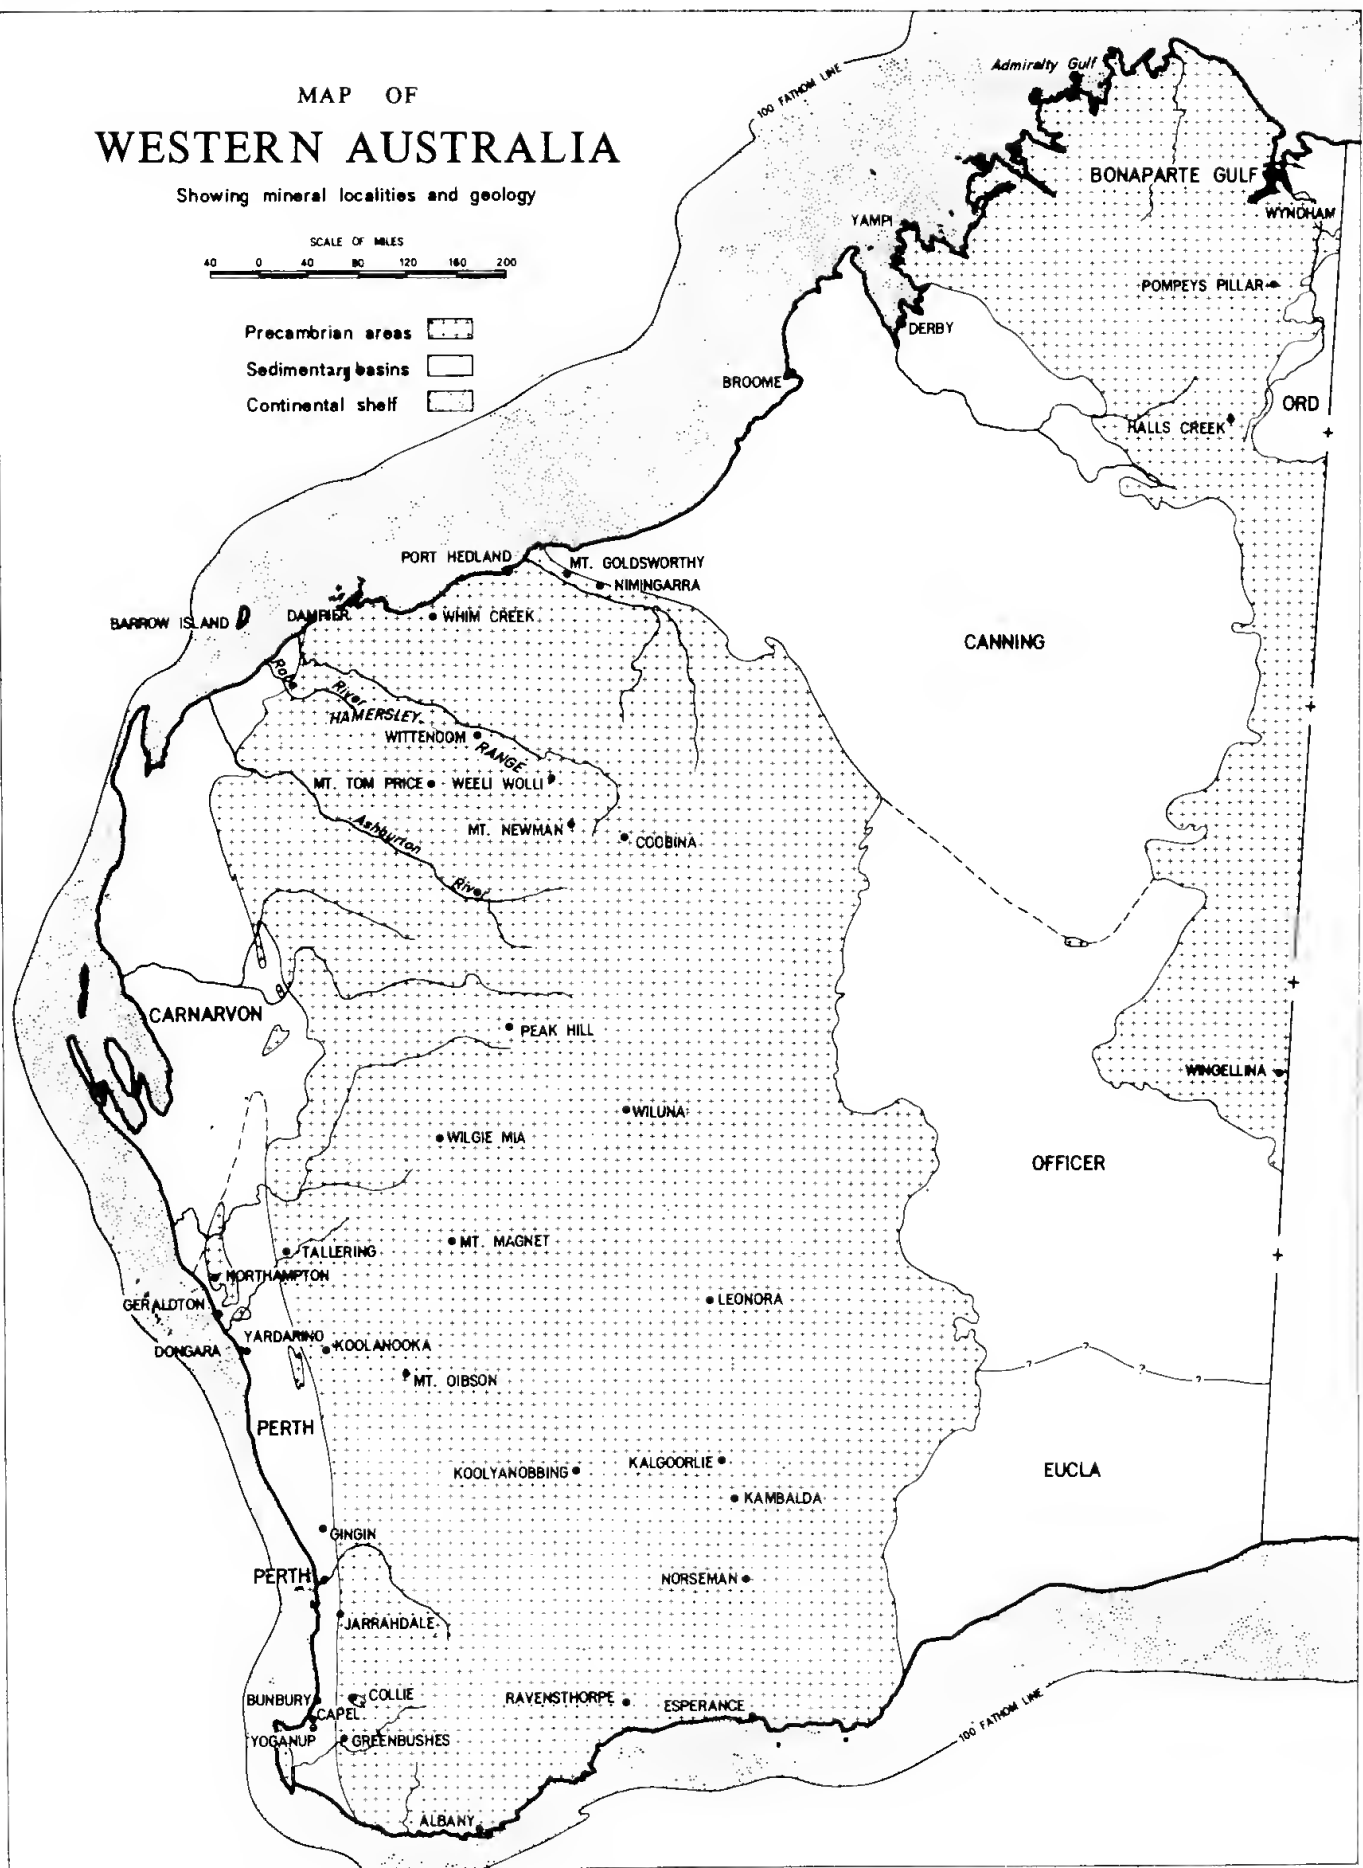 MAP OF
WESTERN AUSTRALIA
Showing mineral localities and geology
SCALE OF MILES
40 0 40 80 120 160 200
Precambrian areas
Sedimentary basins
Continental shelf
100 FATHOM LINE
Admiralty Gulf
BONAPARTE GULF
WYNDHAM
YAMPI
POMPEYS PILLAR
DERBY
BROOME
ORD
HALLS CREEK
PORT HEDLAND
MT. GOLDSWORTHY
NIMINGARRA
BARROW ISLAND
DAMPIER
WHIM CREEK
CANNING
Robe
River
HAMERSLEY
WITTENOOM
RANGE
MT. TOM PRICE
WEELI WOLLI
MT. NEWMAN
COOBINA
Ashburton
River
CARNARVON
PEAK HILL
WINGELLINA
WILUNA
WILGIE MIA
OFFICER
TALLERING
MT. MAGNET
NORTHAMPTON
LEONORA
GERALDTON
YARDARINO
KOOLANOOKA
DONGARA
? ? ? ?
MT. GIBSON
PERTH
KOOLYANOBBING
KALGOORLIE
EUCLA
KAMBALDA
GINGIN
PERTH
NORSEMAN
JARRAHDALE
BUNBURY
COLLIE
RAVENSTHORPE
ESPERANCE
CAPEL
100 FATHOM LINE
YOGANUP
GREENBUSHES
ALBANY